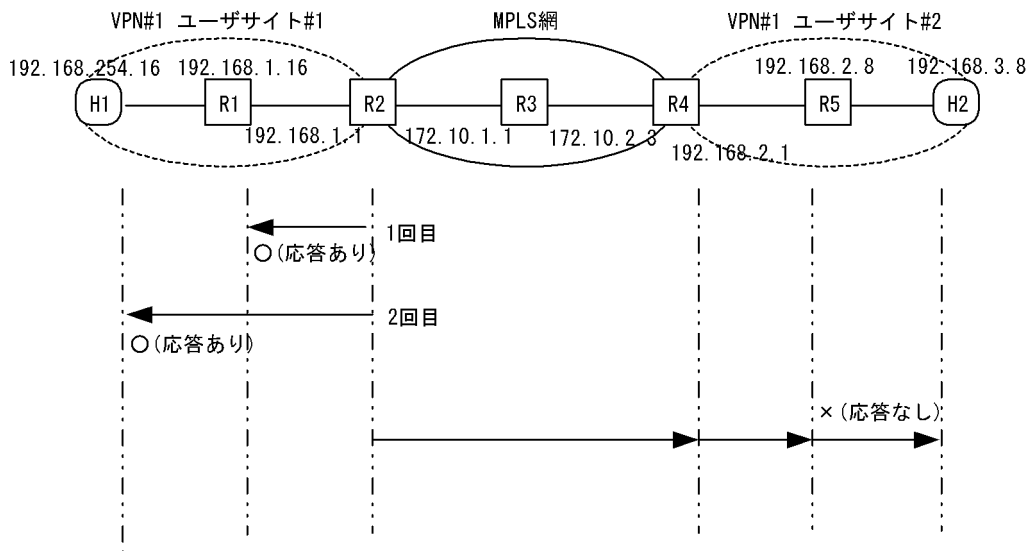 VPN#1 ユーザサイト#1
MPLS網
VPN#1 ユーザサイト#2
192.168.254.16
192.168.1.16
192.168.2.8
192.168.3.8
H1
R1
R2
R3
R4
R5
H2
192.168.1.1
172.10.1.1
172.10.2.3
192.168.2.1
1回目
○(応答あり)
2回目
○(応答あり)
×(応答なし)